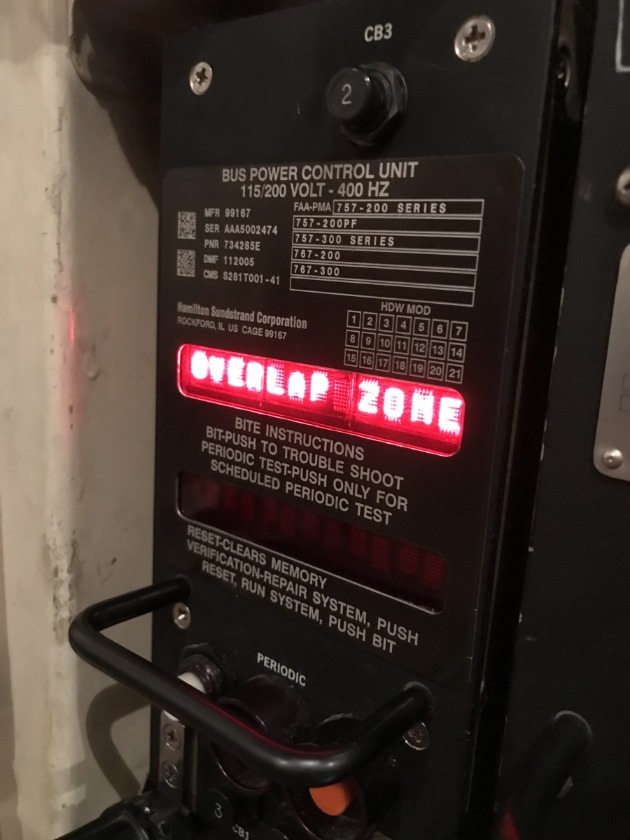 CB3
2
BUS POWER CONTROL UNIT
115/200 VOLT - 400 HZ
MFR 99167
SER AAA5002474
PNR 734285E
DMF 112005
CMS S281T001-41
FAA-PMA 757-200 SERIES
757-200PF
757-300 SERIES
767-200
767-300
Hamilton Sundstrand Corporation
ROCKFORD, IL US CAGE 99167
HDW MOD
1 2 3 4 5 6 7
8 9 10 11 12 13 14
15 16 17 18 19 20 21
OVERLAP ZONE
BITE INSTRUCTIONS
BIT-PUSH TO TROUBLE SHOOT
PERIODIC TEST-PUSH ONLY FOR
SCHEDULED PERIODIC TEST
RESET-CLEARS MEMORY
VERIFICATION-REPAIR SYSTEM, PUSH
RESET, RUN SYSTEM, PUSH BIT
PERIODIC
3
CB1